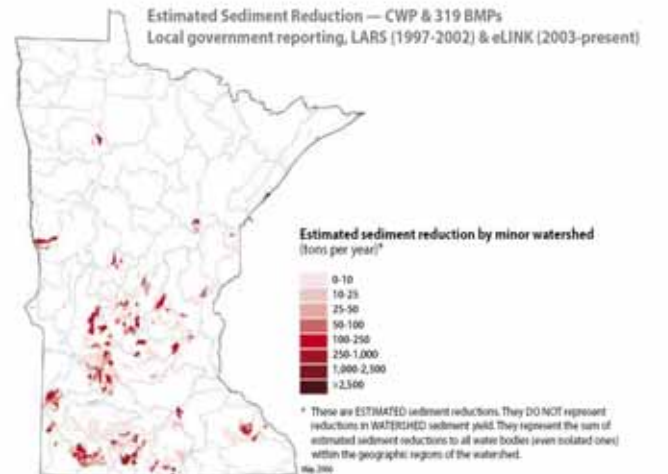 Estimated Sediment Reduction — CWP & 319 BMPs
Local government reporting, LARS (1997-2002) & eLINK (2003-present)
Estimated sediment reduction by minor watershed
(tons per year)*
0-10
10-25
25-50
50-100
100-250
250-1,000
1,000-2,500
>2,500
* These are ESTIMATED sediment reductions. They DO NOT represent
reductions in WATERSHED sediment yield. They represent the sum of
estimated sediment reductions to all water bodies (even isolated ones)
within the geographic regions of the watershed.